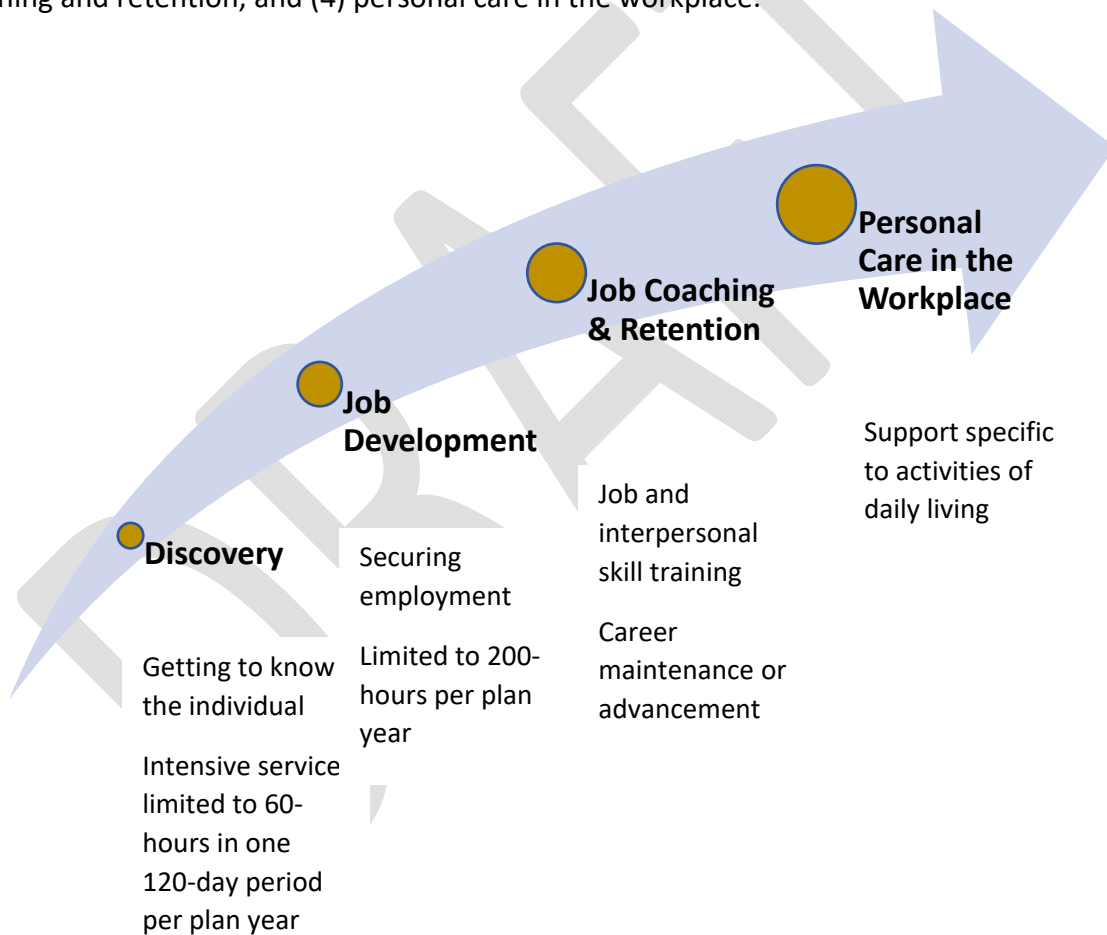 ning and retention, and (4) personal care in the workplace.
Personal
Care in the
Workplace
Job Coaching
& Retention
Job
Development
Discovery
Support specific
to activities of
daily living
Job and
interpersonal
skill training
Career
maintenance or
advancement
Securing
employment
Limited to 200-
hours per plan
year
Getting to know
the individual
Intensive service
limited to 60-
hours in one
120-day period
per plan year
DRAFT